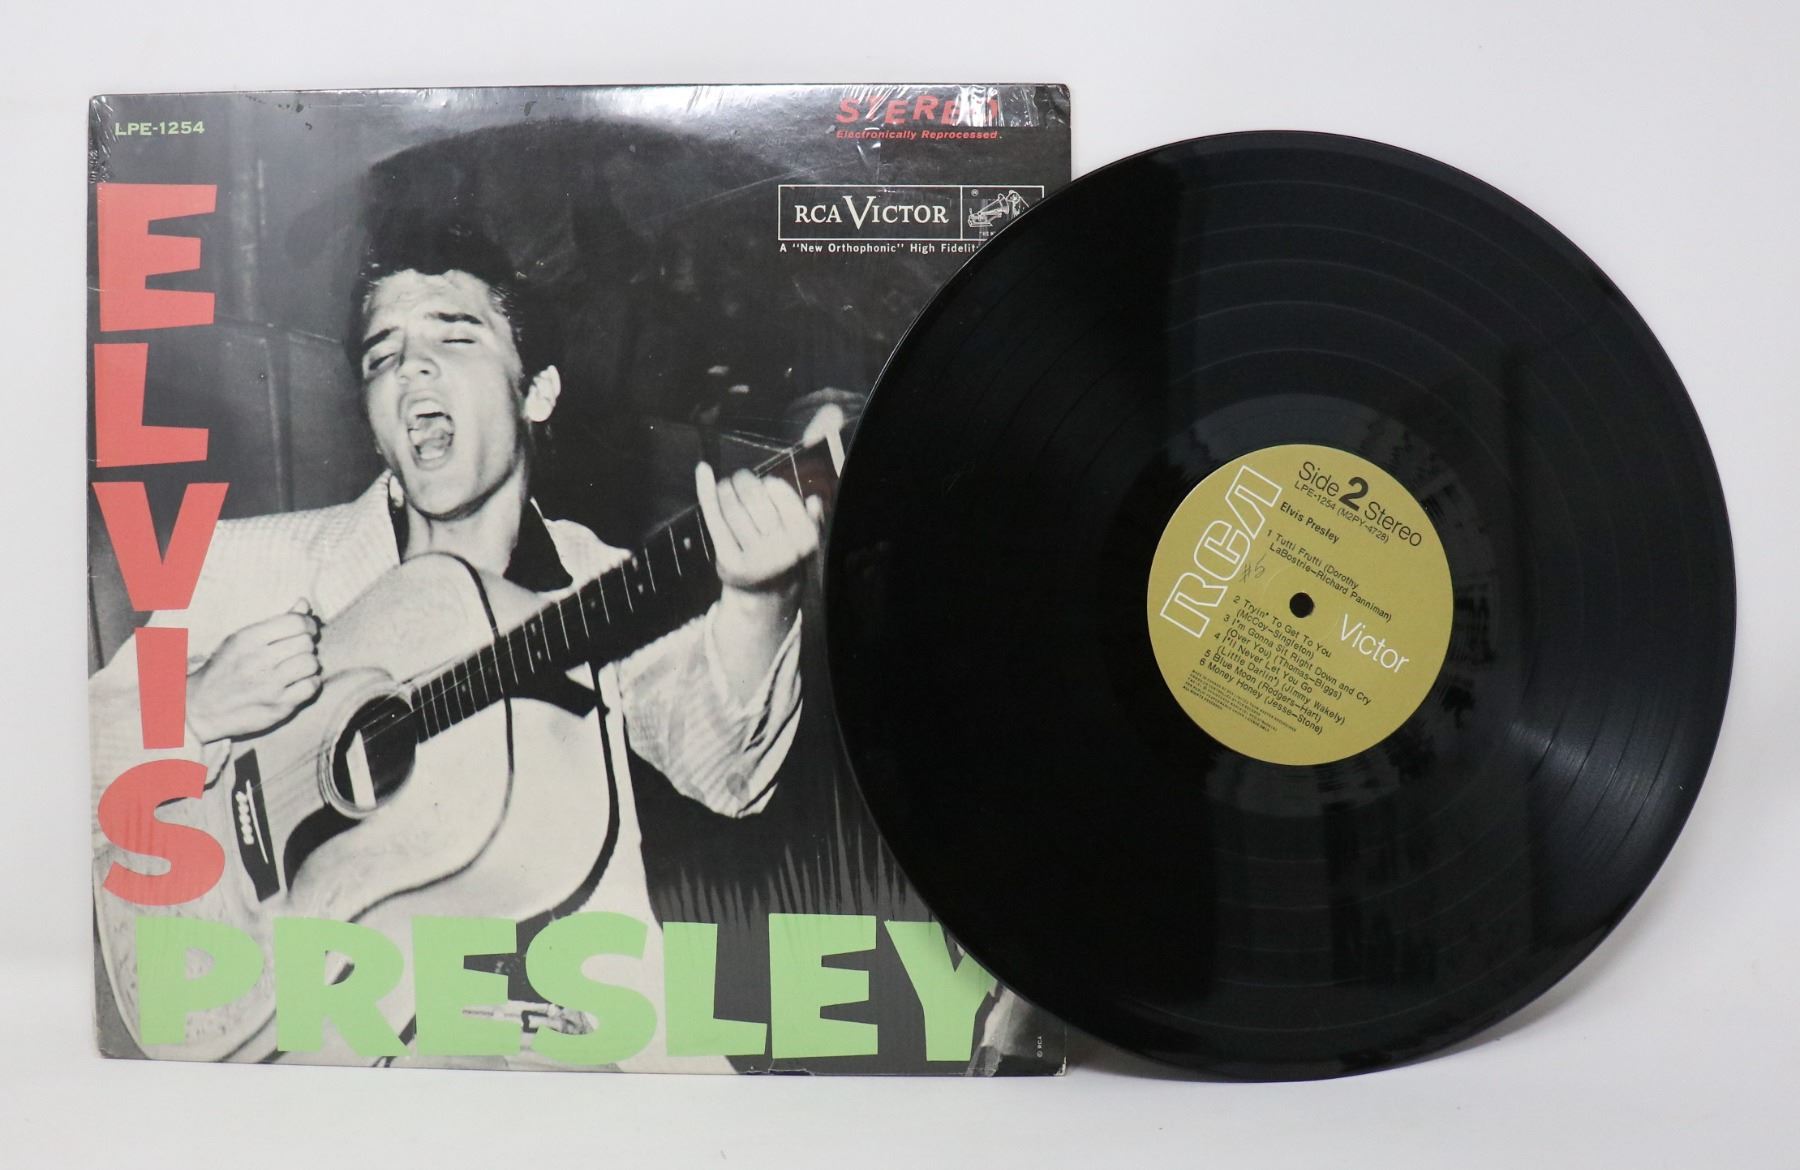 LPE-1254
STEREO
Electronically Reprocessed.
RCA VICTOR
A "New Orthophonic" High
ELVIS
PRESLEY
© RCA
RCA
Victor
Side 2 Stereo
LPE-1254 (M2PY-4728)
Elvis Presley
1 Tutti Frutti (Dorothy
LaBostrie—Richard Panniman)
#5
2 Tryin' To Get To You
(McCoy—Singleton)
3 I'm Gonna Sit Right Down and Cry
(Over You) (Thomas—Biggs)
4 I'll Never Let You Go
(Little Darlin') (Jimmy Wakely)
5 Blue Moon (Rodgers—Hart)
6 Money Honey (Jesse—Stone)